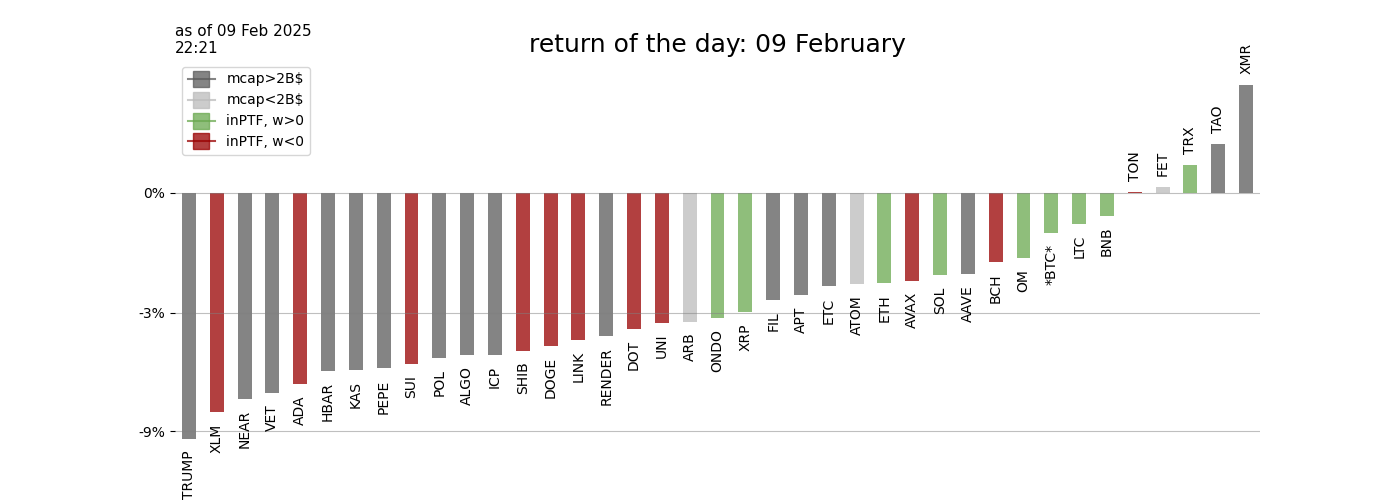 as of 09 Feb 2025
22:21
return of the day: 09 February
mcap>2B$
mcap<2B$
inPTF, w>0
inPTF, w<0
0%
-3%
-9%
TRUMP
XLM
NEAR
VET
ADA
HBAR
KAS
PEPE
SUI
POL
ALGO
ICP
SHIB
DOGE
LINK
RENDER
DOT
UNI
ARB
ONDO
XRP
FIL
APT
ETC
ATOM
ETH
AVAX
SOL
AAVE
BCH
OM
*BTC*
LTC
BNB
TON
FET
TRX
TAO
XMR